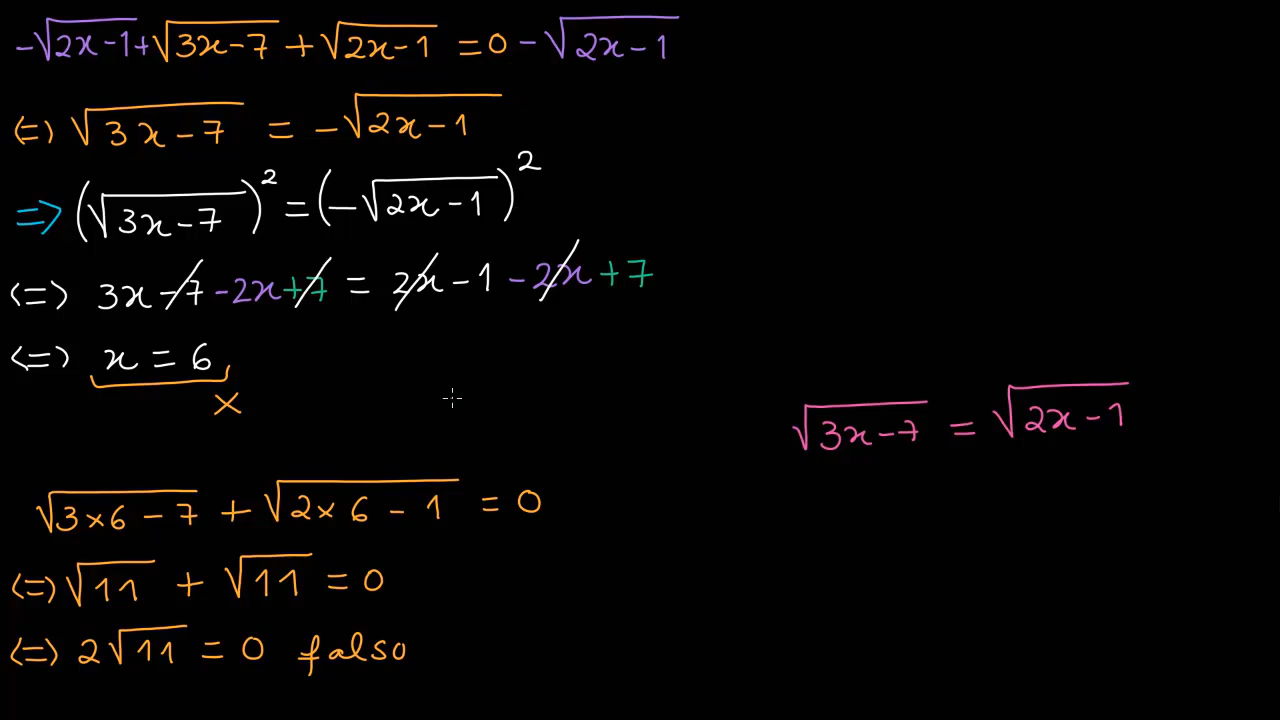 -√(2x-1) + √(3x-7) + √(2x-1) = 0 - √(2x-1)
<=> √(3x-7) = -√(2x-1)
=> (√(3x-7))² = (-√(2x-1))²
<=> 3x-7-2x+7 = 2x-1-2x+7
<=> x = 6
×
√(3x-7) = √(2x-1)
√(3×6-7) + √(2×6-1) = 0
<=> √11 + √11 = 0
<=> 2√11 = 0 falso